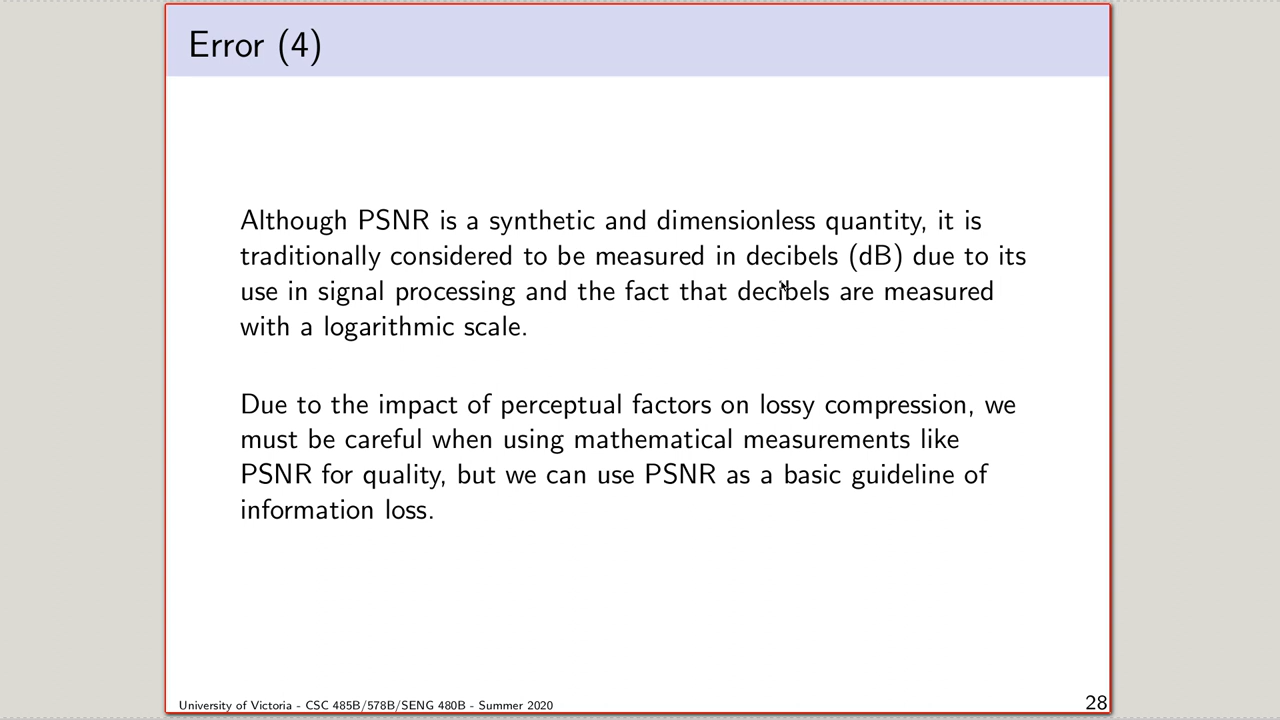 Error (4)
Although PSNR is a synthetic and dimensionless quantity, it is
traditionally considered to be measured in decibels (dB) due to its
use in signal processing and the fact that decibels are measured
with a logarithmic scale.
Due to the impact of perceptual factors on lossy compression, we
must be careful when using mathematical measurements like
PSNR for quality, but we can use PSNR as a basic guideline of
information loss.
University of Victoria - CSC 485B/578B/SENG 480B - Summer 2020
28